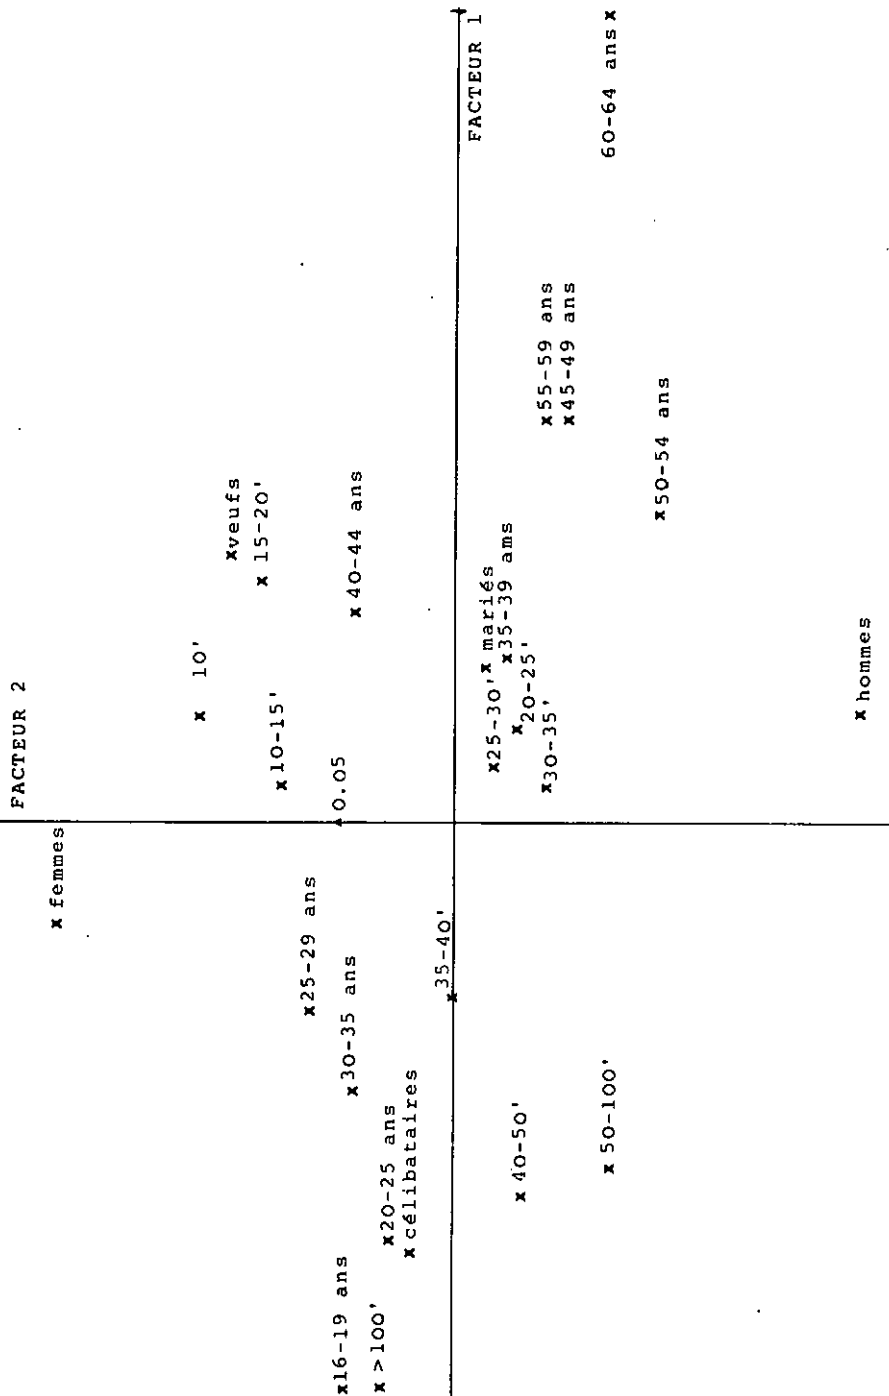 FACTEUR 2
FACTEUR 1
femmes
10'
veufs
15-20'
10-15'
25-29 ans
0.05
40-44 ans
30-35 ans
16-19 ans
>100'
20-25 ans
célibataires
35-40'
25-30'
mariés
35-39 ams
20-25'
30-35'
55-59 ans
45-49 ans
60-64 ans
40-50'
50-100'
50-54 ans
hommes